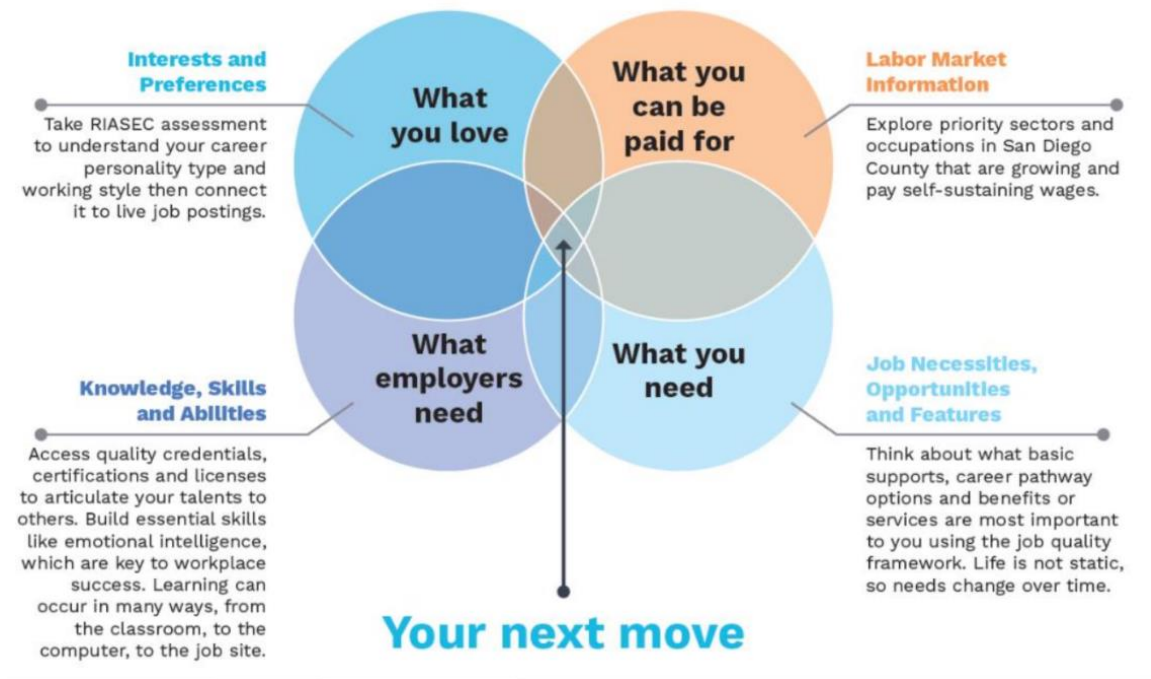 Interests and
Preferences
Take RIASEC assessment
to understand your career
personality type and
working style then connect
it to live job postings.
What
you love
What you
can be
paid for
Labor Market
Information
Explore priority sectors and
occupations in San Diego
County that are growing and
pay self-sustaining wages.
Knowledge, Skills
and Abilities
Access quality credentials,
certifications and licenses
to articulate your talents to
others. Build essential skills
like emotional intelligence,
which are key to workplace
success. Learning can
occur in many ways, from
the classroom, to the
computer, to the job site.
What
employers
need
What you
need
Job Necessities,
Opportunities
and Features
Think about what basic
supports, career pathway
options and benefits or
services are most important
to you using the job quality
framework. Life is not static,
so needs change over time.
Your next move